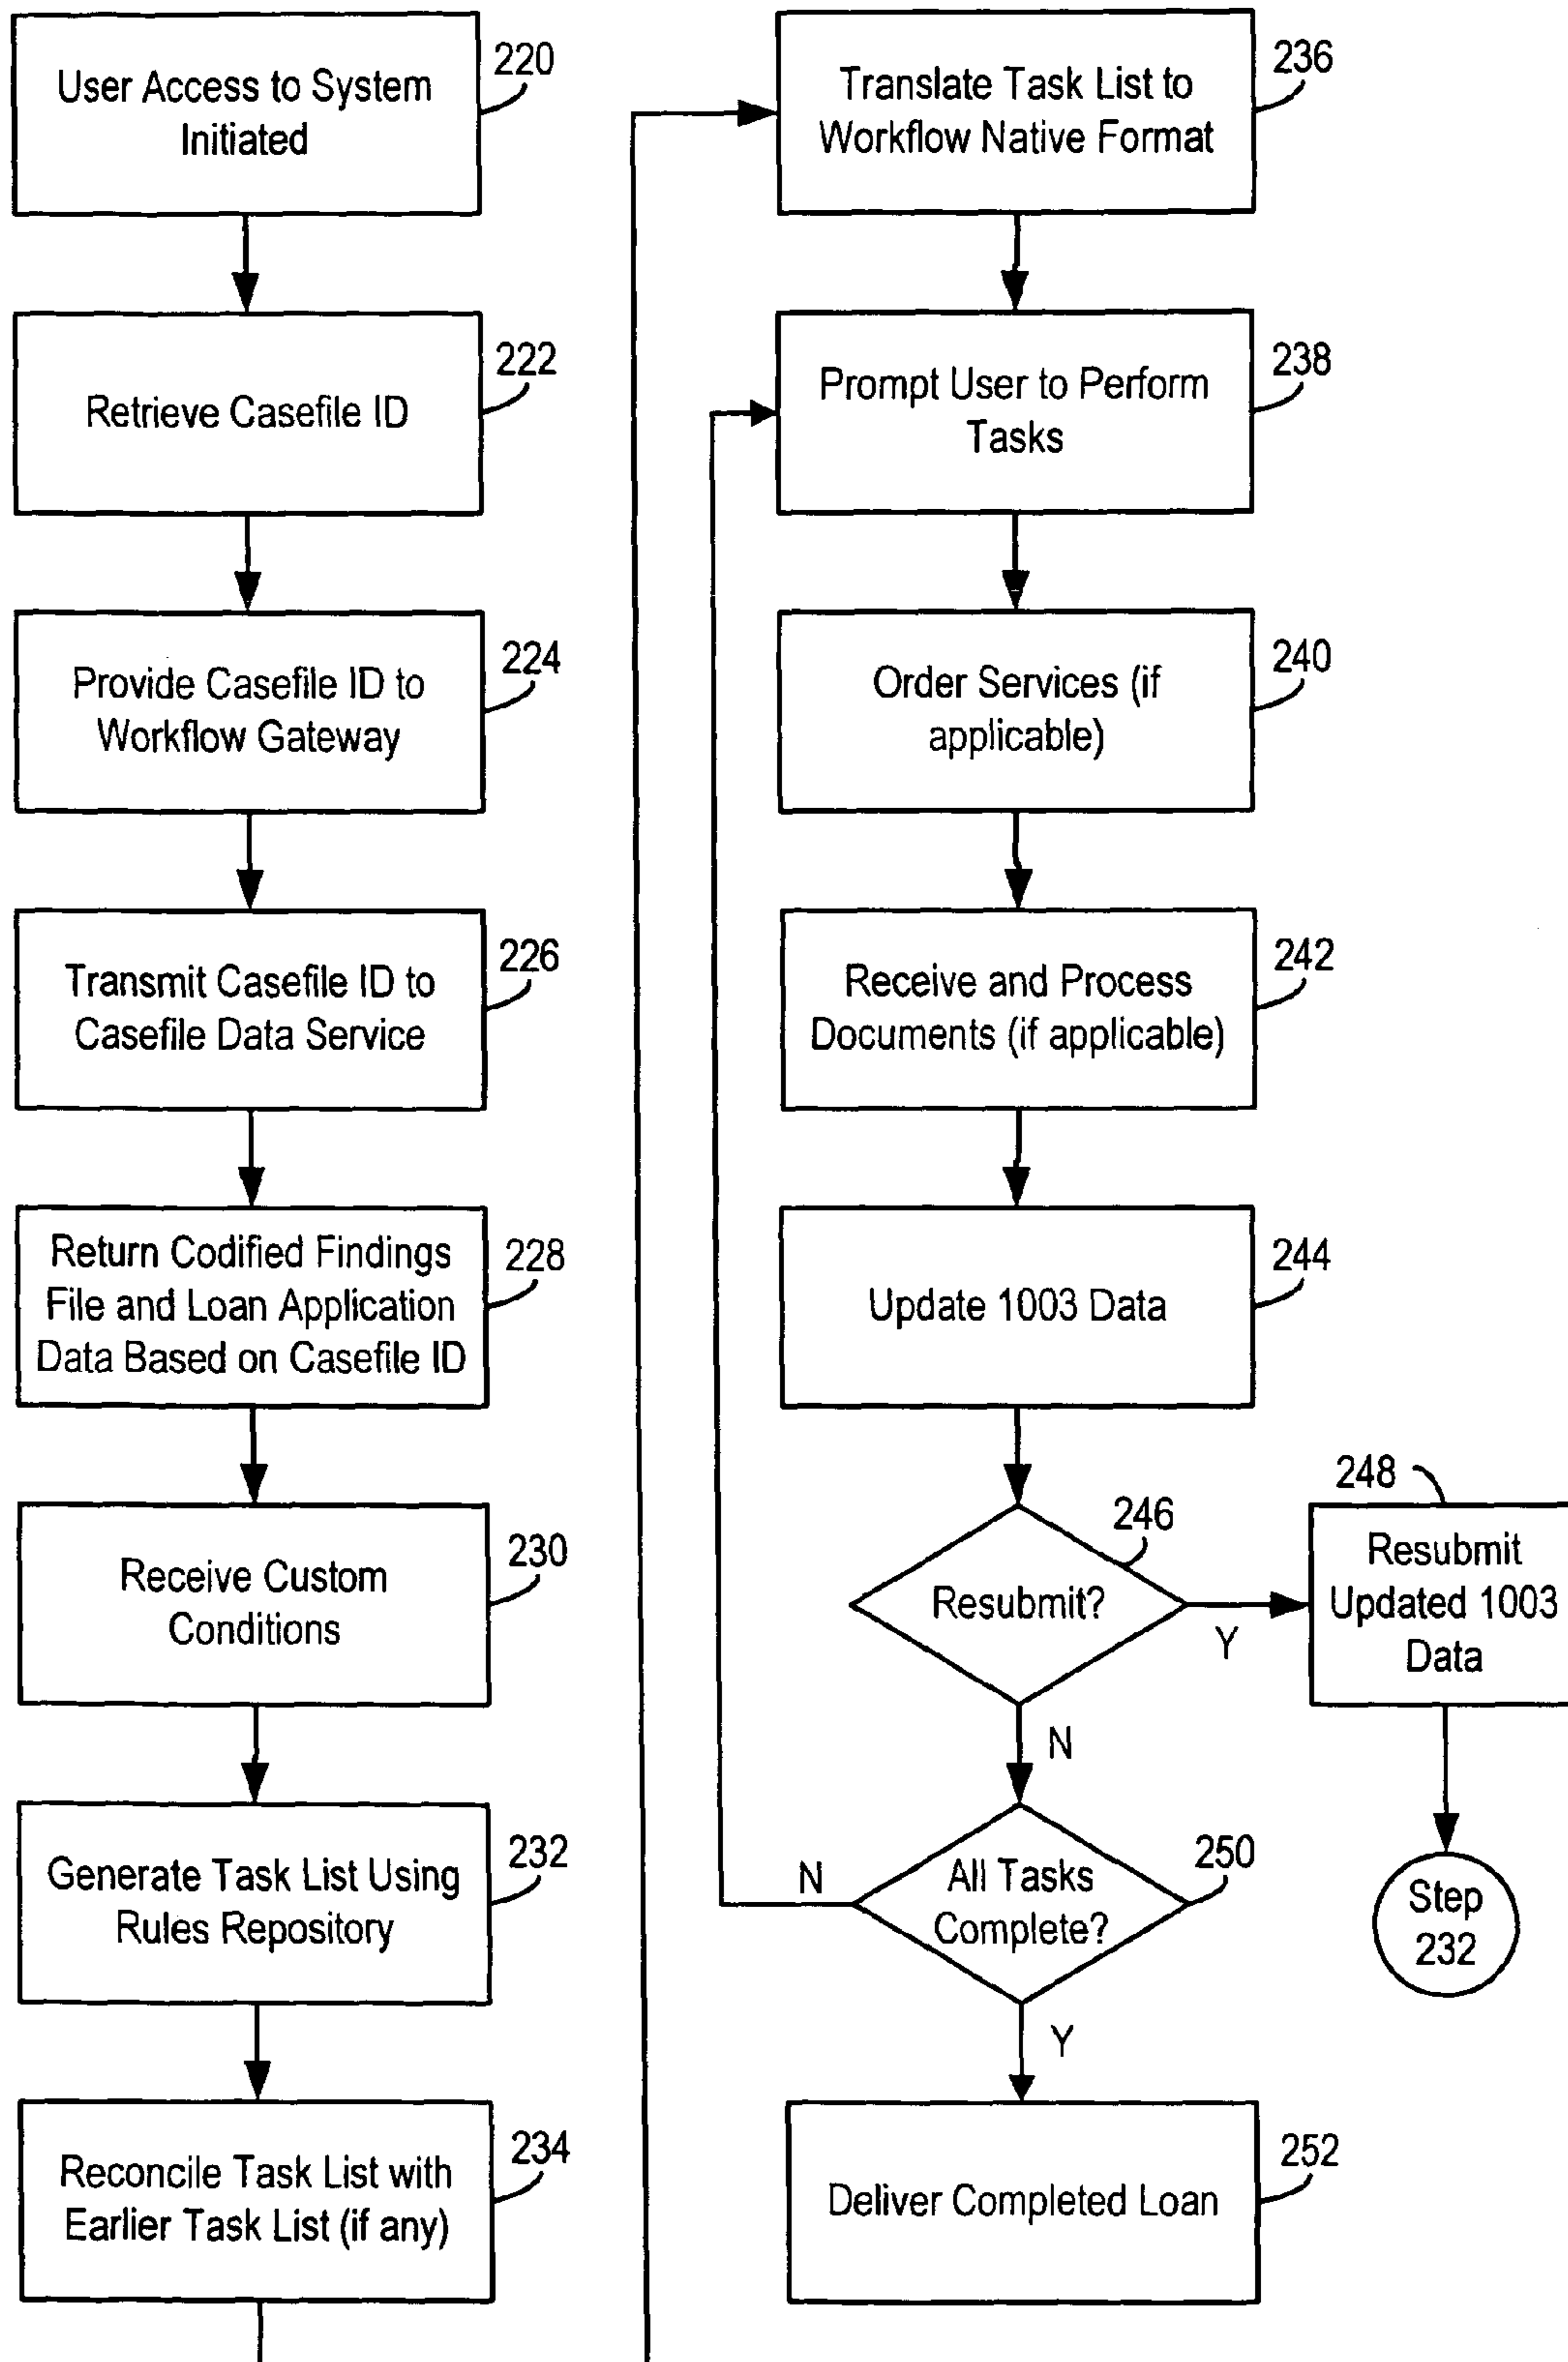 User Access to System
Initiated
220
Retrieve Casefile ID
222
Provide Casefile ID to
Workflow Gateway
224
Transmit Casefile ID to
Casefile Data Service
226
Return Codified Findings
File and Loan Application
Data Based on Casefile ID
228
Receive Custom
Conditions
230
Generate Task List Using
Rules Repository
232
Reconcile Task List with
Earlier Task List (if any)
234
Translate Task List to
Workflow Native Format
236
Prompt User to Perform
Tasks
238
Order Services (if
applicable)
240
Receive and Process
Documents (if applicable)
242
Update 1003 Data
244
Resubmit?
246
Y
N
248
Resubmit
Updated 1003
Data
Step
232
All Tasks
Complete?
250
N
Y
Deliver Completed Loan
252